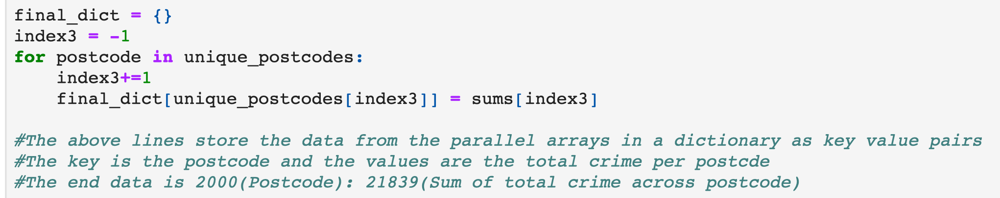 final_dict = {}
index3 = -1
for postcode in unique_postcodes:
    index3+=1
    final_dict[unique_postcodes[index3]] = sums[index3]

#The above lines store the data from the parallel arrays in a dictionary as key value pairs
#The key is the postcode and the values are the total crime per postcde
#The end data is 2000(Postcode): 21839(Sum of total crime across postcode)